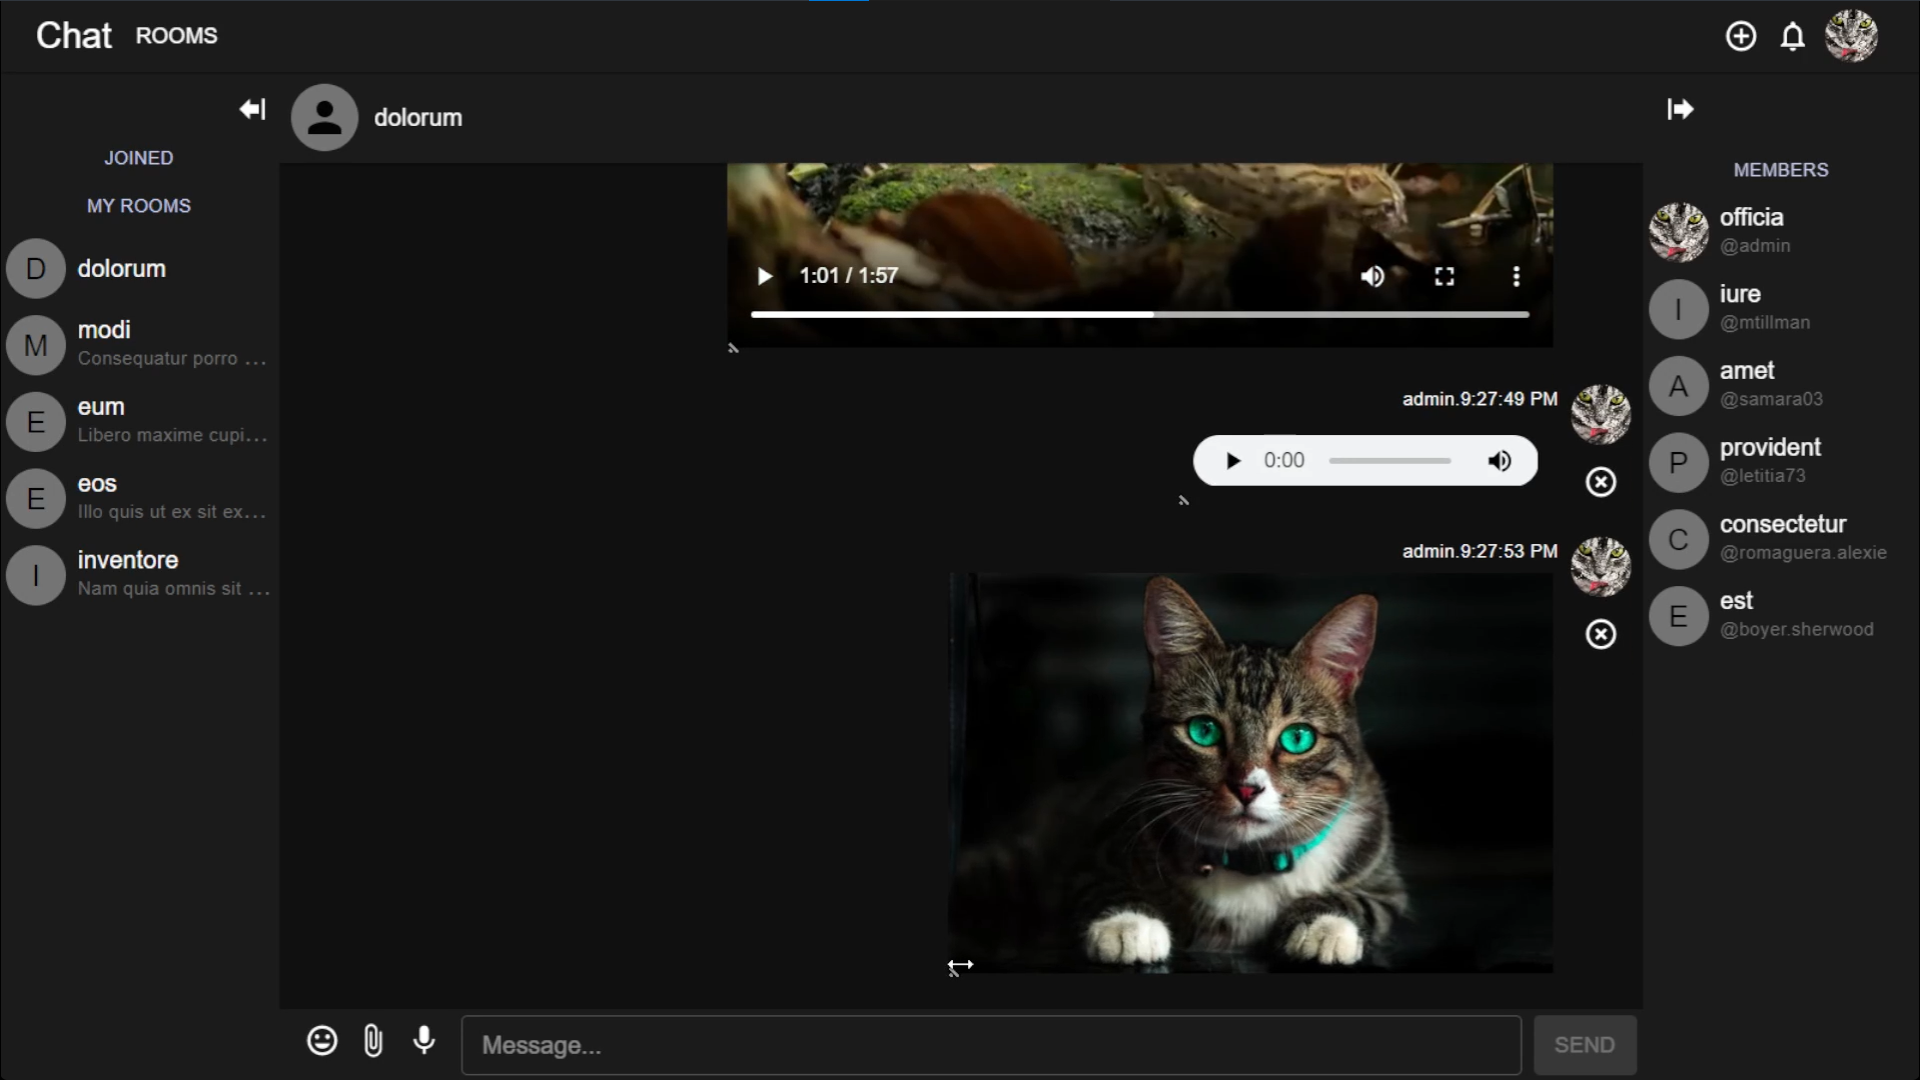 Chat ROOMS
JOINED
MY ROOMS
D dolorum
M modi
Consequatur porro ...
E eum
Libero maxime cupi...
E eos
Illo quis ut ex sit ex...
I inventore
Nam quia omnis sit ...
dolorum
1:01 / 1:57
admin.9:27:49 PM
0:00
admin.9:27:53 PM
Message...
SEND
MEMBERS
officia
@admin
I iure
@mtillman
A amet
@samara03
P provident
@letitia73
C consectetur
@romaguera.alexie
E est
@boyer.sherwood